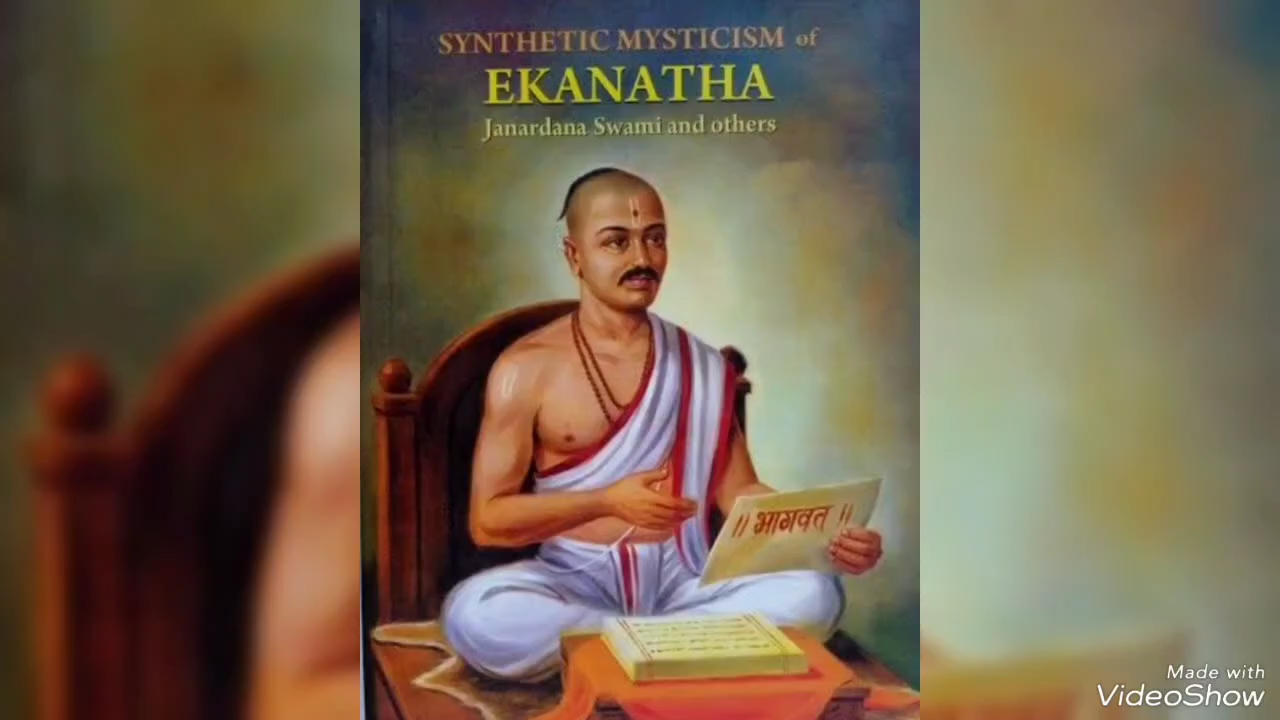 SYNTHETIC MYSTICISM of
EKANATHA
Janardana Swami and others
॥ भागवत ॥
Made with
VideoShow